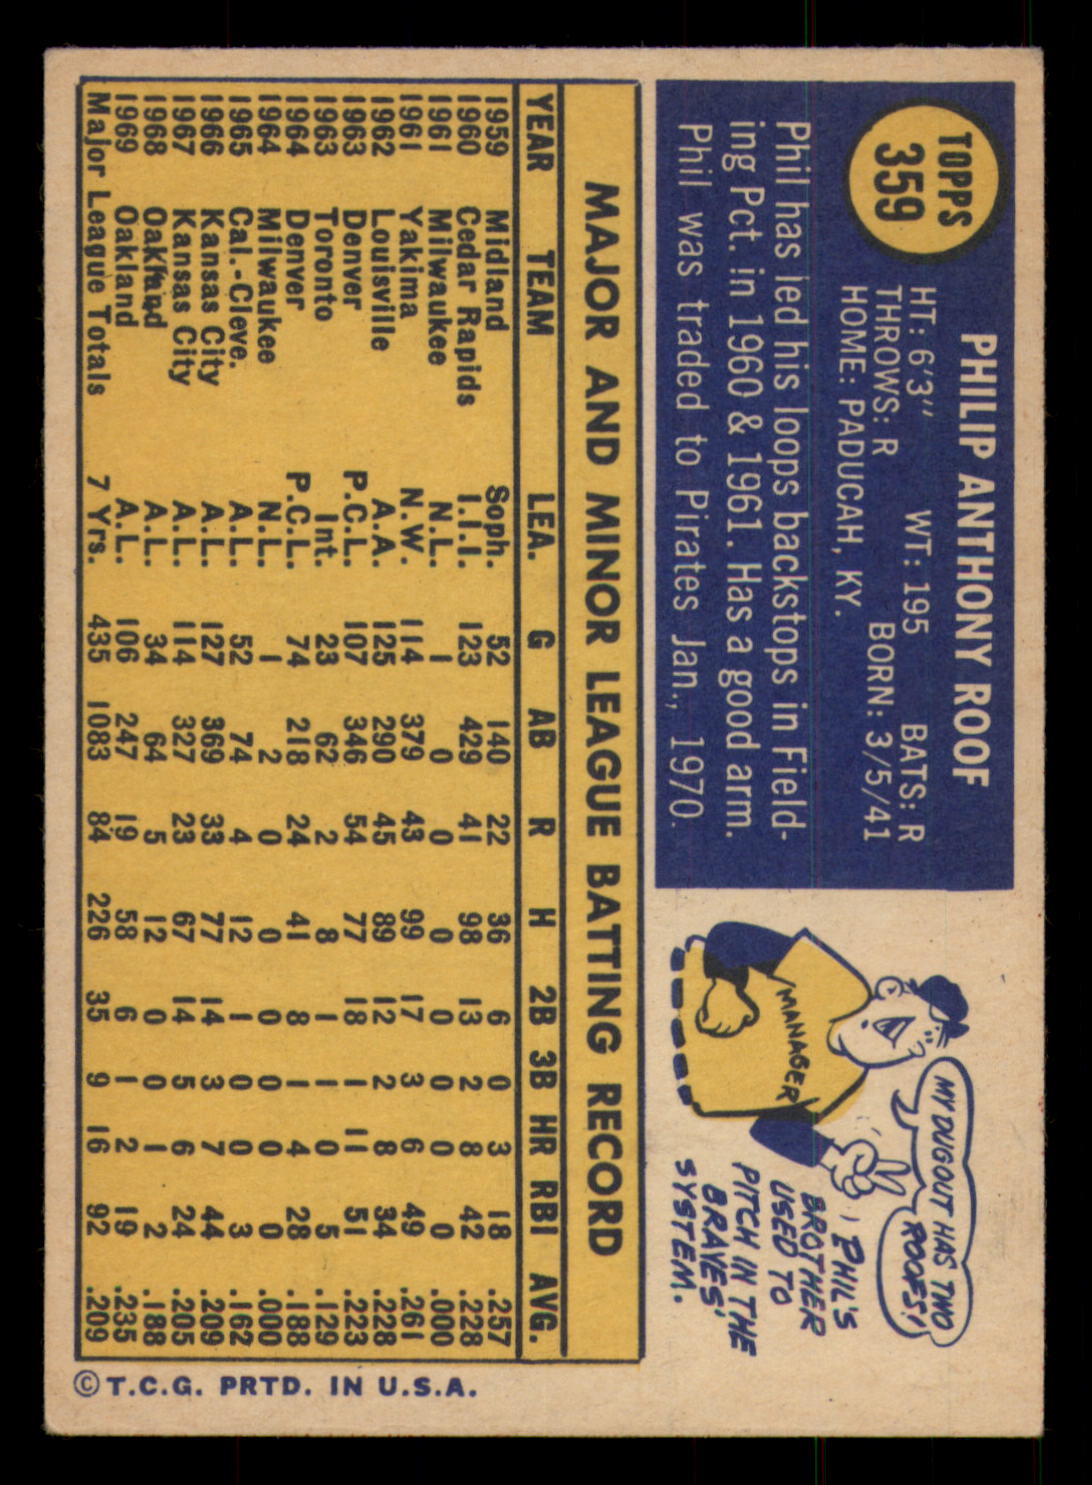 TOPPS
359
PHILIP ANTHONY ROOF
HT: 6'3" WT: 195 BATS: R
THROWS: R BORN: 3/5/41
HOME: PADUCAH, KY.
Phil has led his loops backstops in Field-
ing Pct. in 1960 & 1961. Has a good arm.
Phil was traded to Pirates Jan., 1970.
MY DUGOUT HAS TWO
ROOFS!
MANAGER
PHIL'S
BROTHER
USED TO
PITCH IN THE
BRAVES'
SYSTEM.
MAJOR AND MINOR LEAGUE BATTING RECORD
YEAR TEAM LEA. G AB R H 2B 3B HR RBI AVG.
1959 Midland Soph. 52 140 22 36 6 0 3 18 .257
1960 Cedar Rapids I.I.I. 123 429 41 98 13 2 8 42 .228
1961 Milwaukee N.L. 1 0 0 0 0 0 0 0 .000
1961 Yakima N.W. 114 379 43 99 17 3 6 49 .261
1962 Louisville A.A. 125 290 45 89 12 2 8 34 .228
1963 Denver P.C.L. 107 346 54 77 18 1 11 51 .223
1963 Toronto Int. 23 62 2 8 1 1 0 5 .129
1964 Denver P.C.L. 74 218 24 41 8 1 4 28 .188
1964 Milwaukee N.L. 1 2 0 0 0 0 0 0 .000
1965 Cal.-Cleve. A.L. 52 74 4 12 1 0 0 3 .162
1966 Kansas City A.L. 127 369 33 77 14 3 7 44 .209
1967 Kansas City A.L. 114 327 23 67 14 5 6 24 .205
1968 Oakland A.L. 34 64 5 12 0 0 1 2 .188
1969 Oakland A.L. 106 247 19 58 6 1 2 19 .235
Major League Totals 7 Yrs. 435 1083 84 226 35 9 16 92 .209
© T.C.G. PRTD. IN U.S.A.